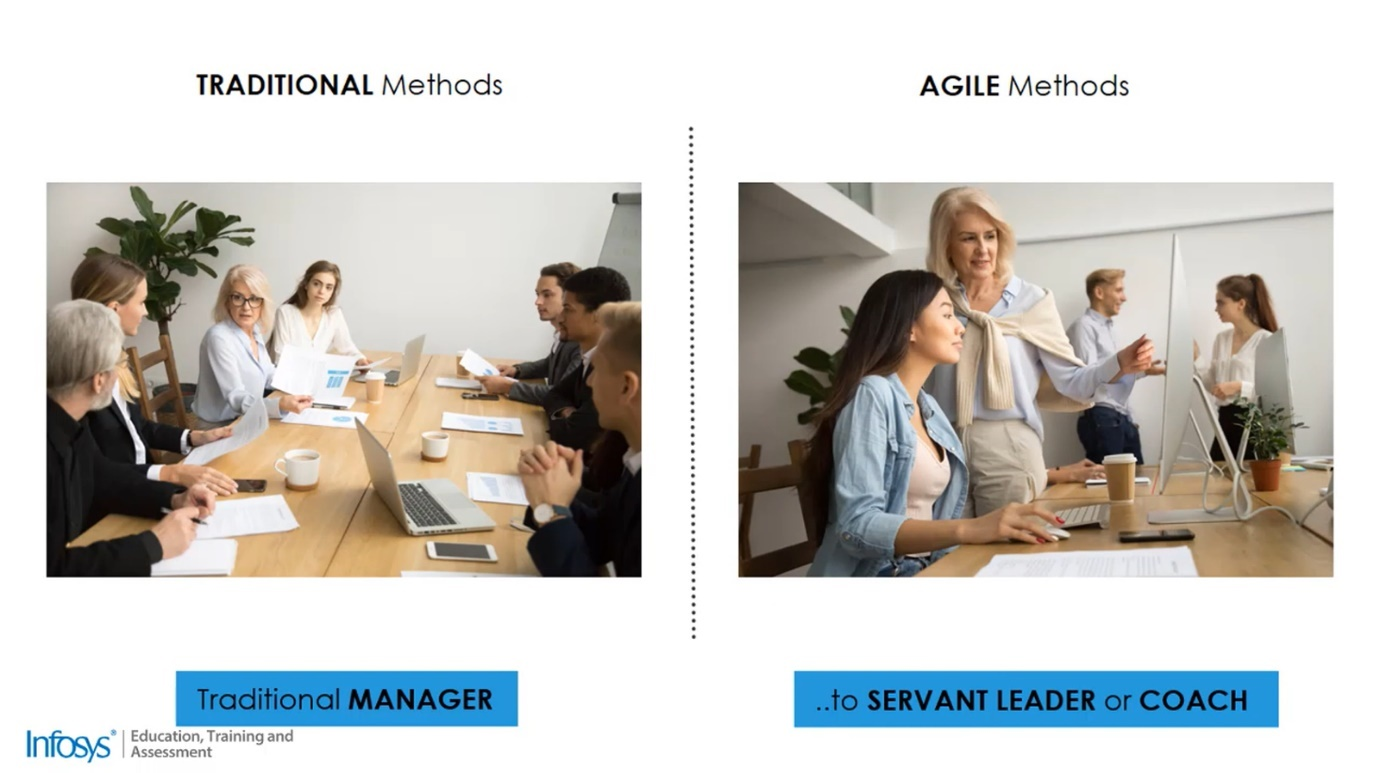 TRADITIONAL Methods
AGILE Methods
Traditional MANAGER
..to SERVANT LEADER or COACH
Infosys® | Education, Training and
Assessment